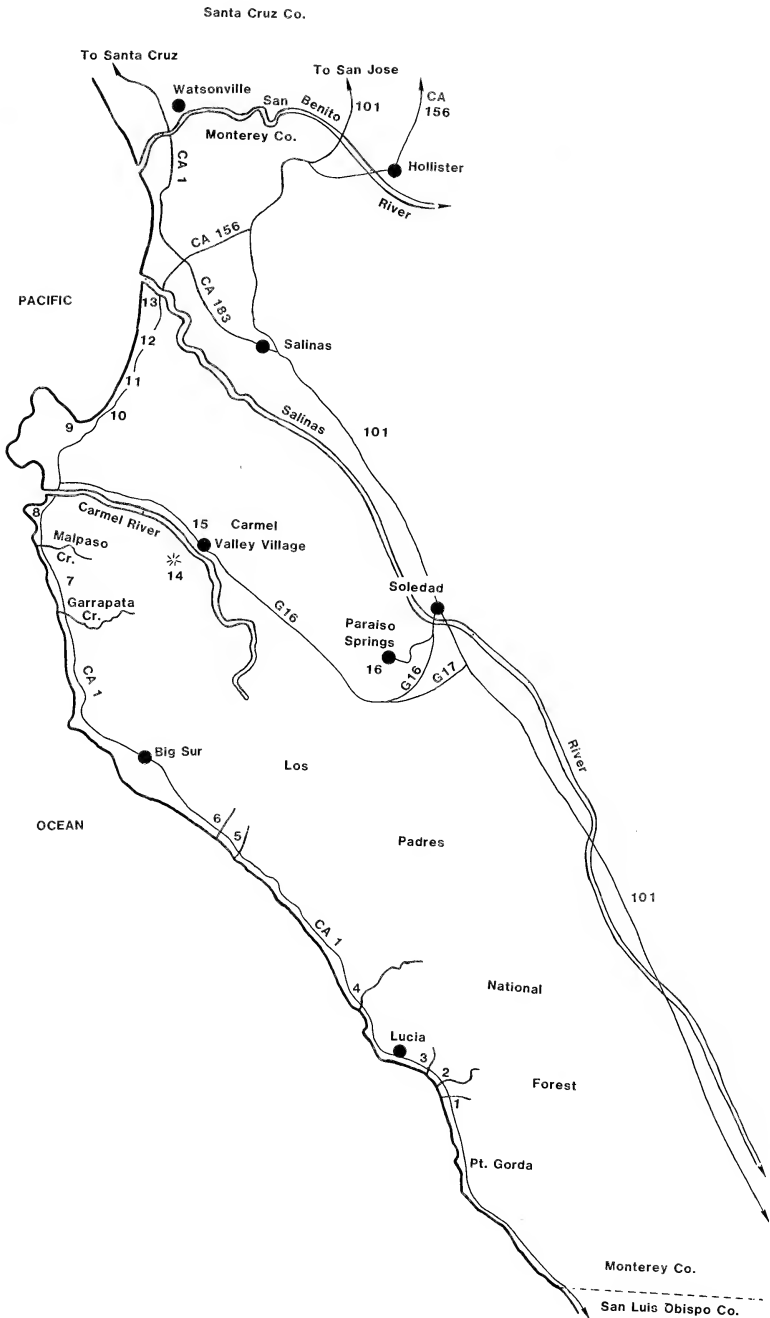 Santa Cruz Co.
To Santa Cruz
To San Jose
Watsonville
San Benito
101
CA
156
Monterey Co.
CA 1
Hollister
River
CA 156
PACIFIC
13
CA 183
12
Salinas
11
10
Salinas
101
9
8
Carmel River
15
Carmel
Valley Village
Malpaso
Cr.
14
7
Soledad
Garrapata
Cr.
G16
Paraiso
Springs
16
G16
G17
CA 1
River
Big Sur
Los
6
5
OCEAN
Padres
101
CA 1
4
National
Lucia
3
2
Forest
1
Pt. Gorda
Monterey Co.
San Luis Obispo Co.